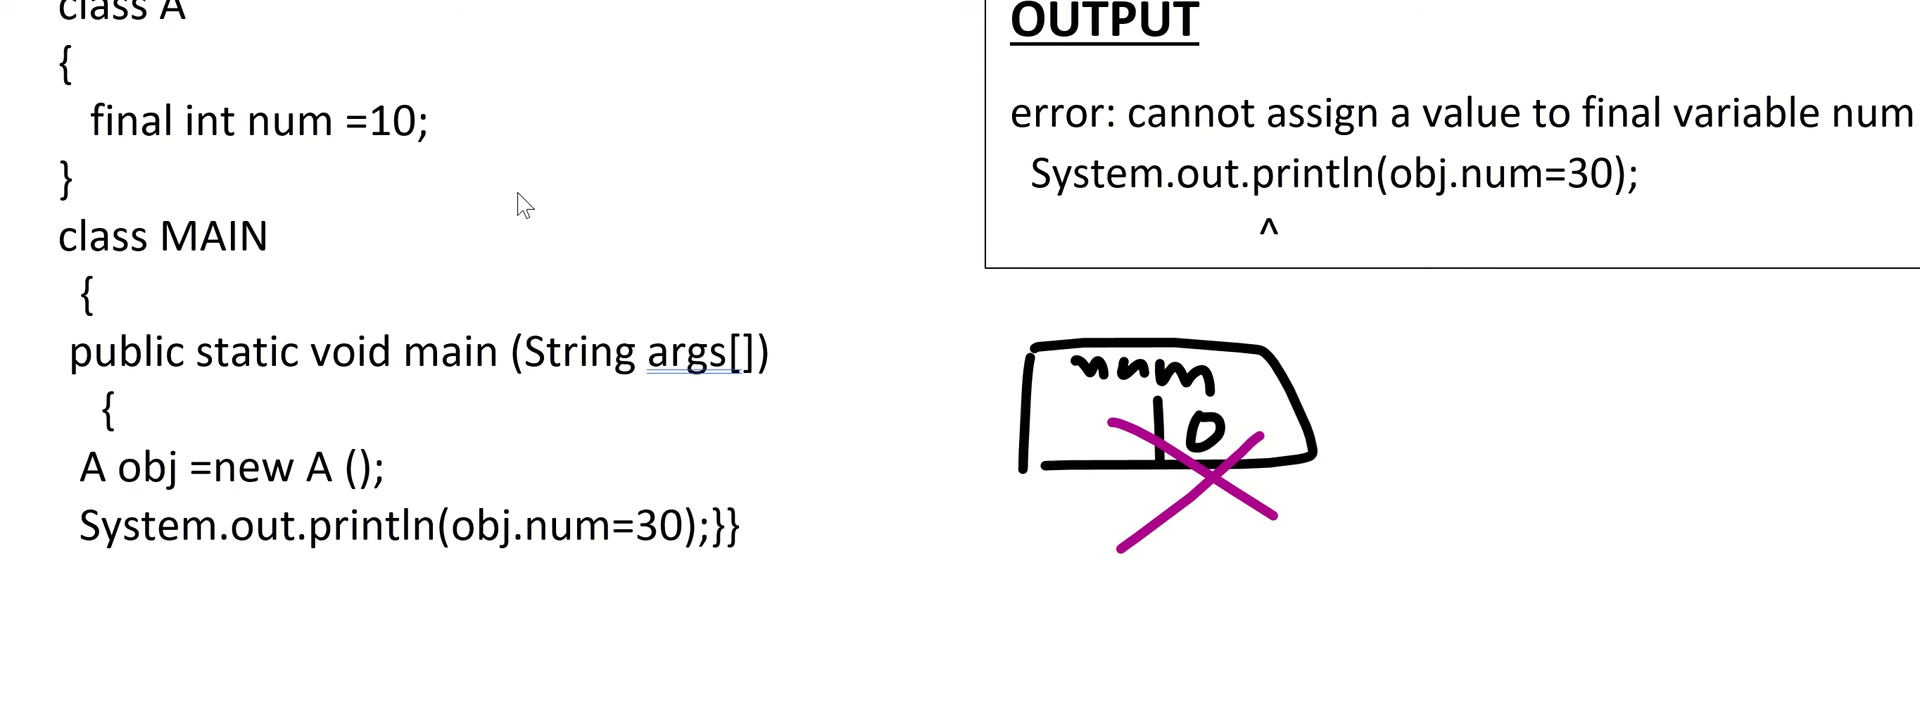 class A
{
final int num =10;
}
class MAIN
{
public static void main (String args[])
{
A obj =new A ();
System.out.println(obj.num=30);}}
OUTPUT
error: cannot assign a value to final variable num
System.out.println(obj.num=30);
^
num
10